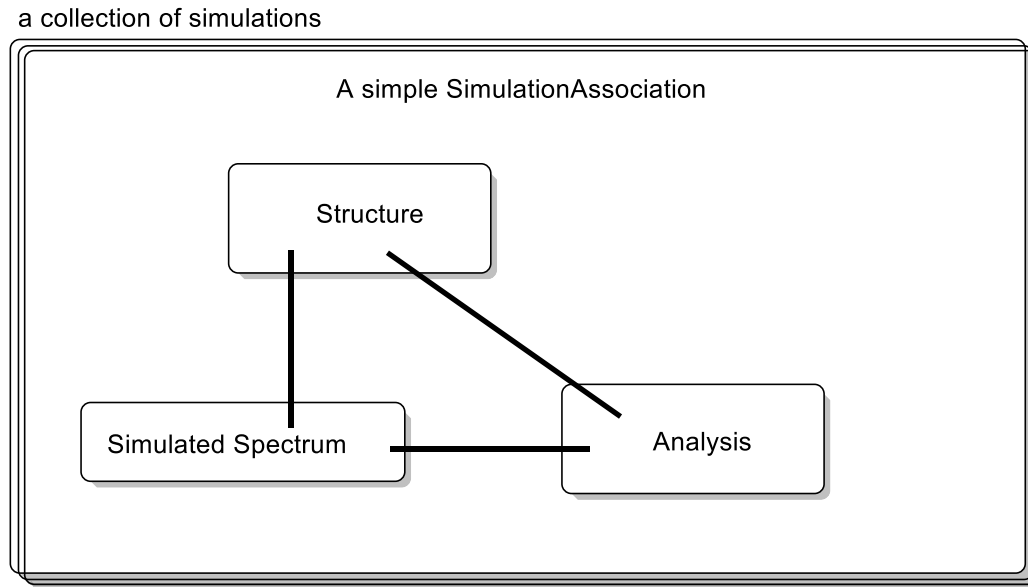 a collection of simulations
A simple SimulationAssociation
Structure
Simulated Spectrum
Analysis